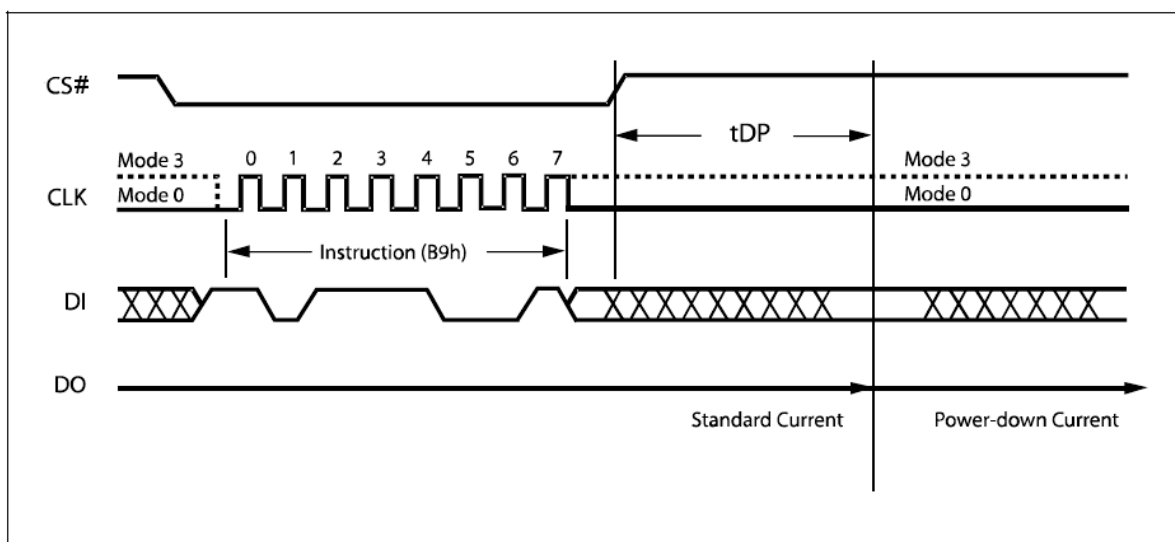 CS#
tDP
Mode 3 0 1 2 3 4 5 6 7 Mode 3
CLK Mode 0 Mode 0
Instruction (B9h)
DI
DO
Standard Current Power-down Current